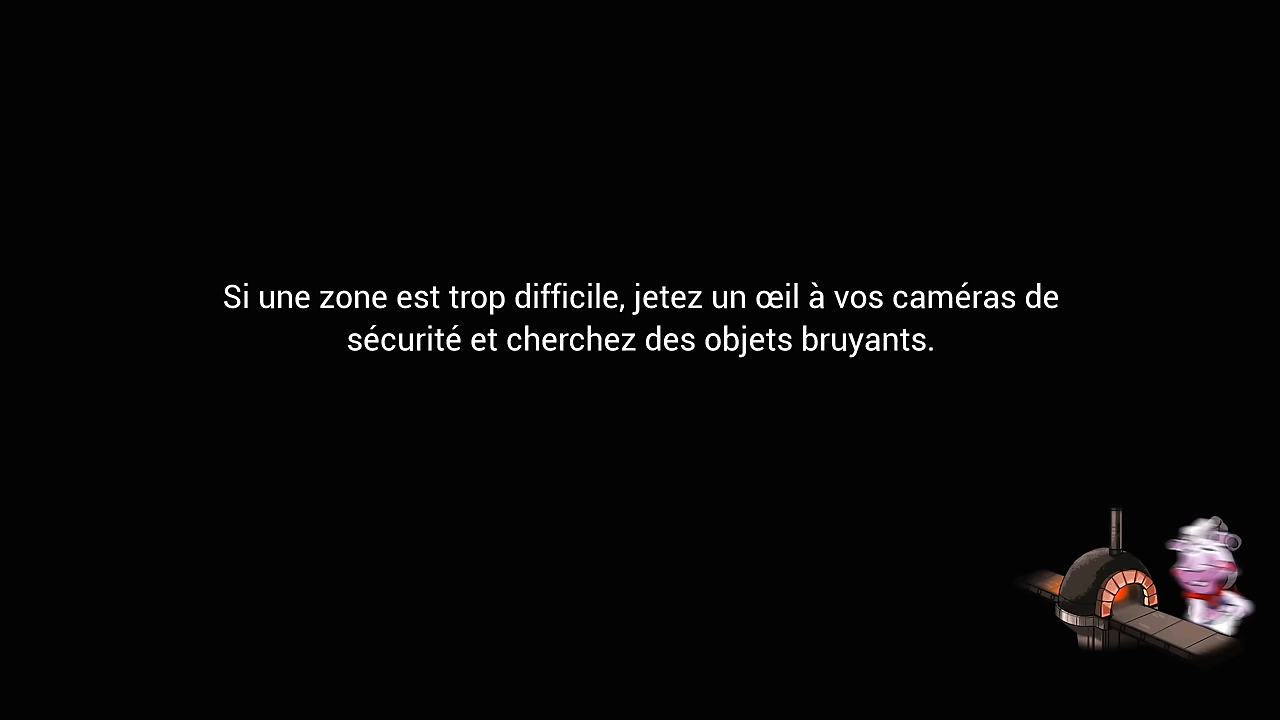 Si une zone est trop difficile, jetez un œil à vos caméras de
sécurité et cherchez des objets bruyants.